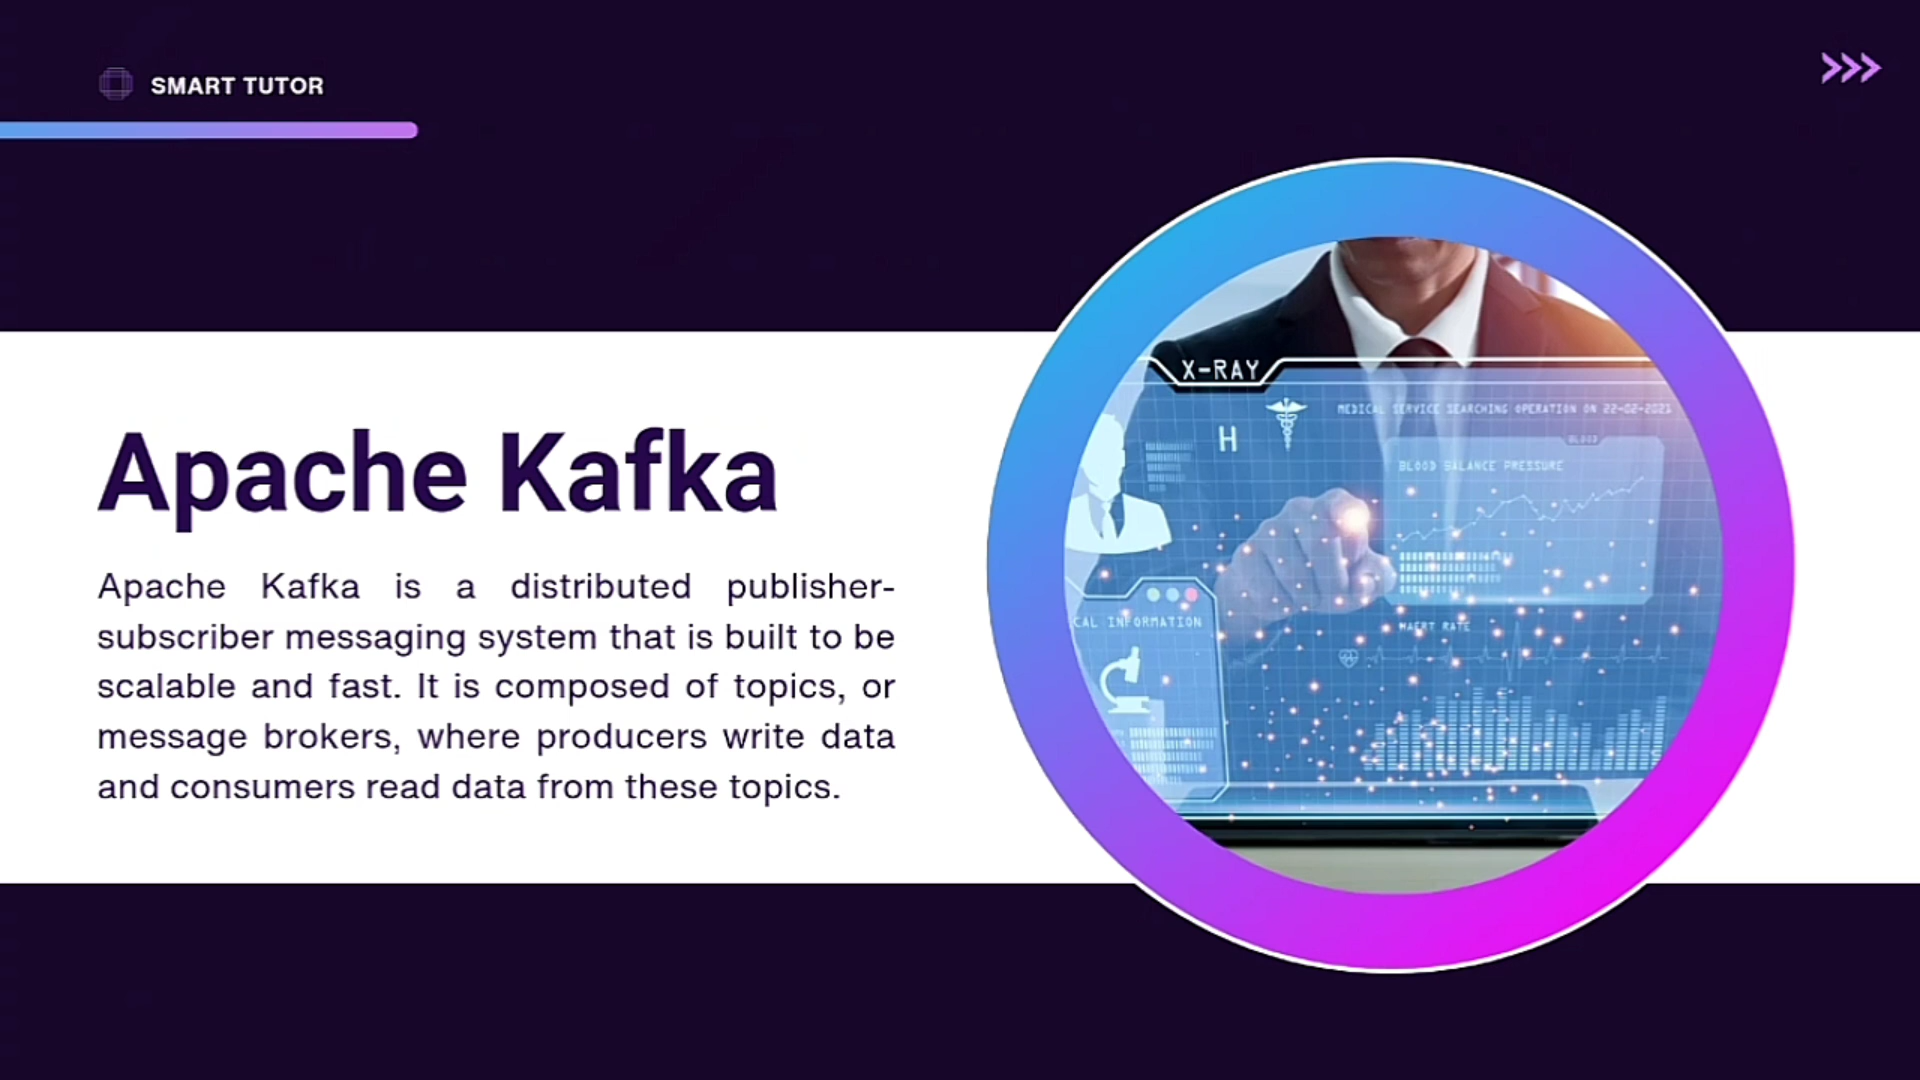 SMART TUTOR
Apache Kafka
Apache Kafka is a distributed publisher-
subscriber messaging system that is built to be
scalable and fast. It is composed of topics, or
message brokers, where producers write data
and consumers read data from these topics.
X-RAY
H
MEDICAL SERVICE SEARCHING OPERATION ON 22-02-2021
BLOOD
BLOOD BALANCE PRESSURE
CAL INFORMATION
HAERT RATE